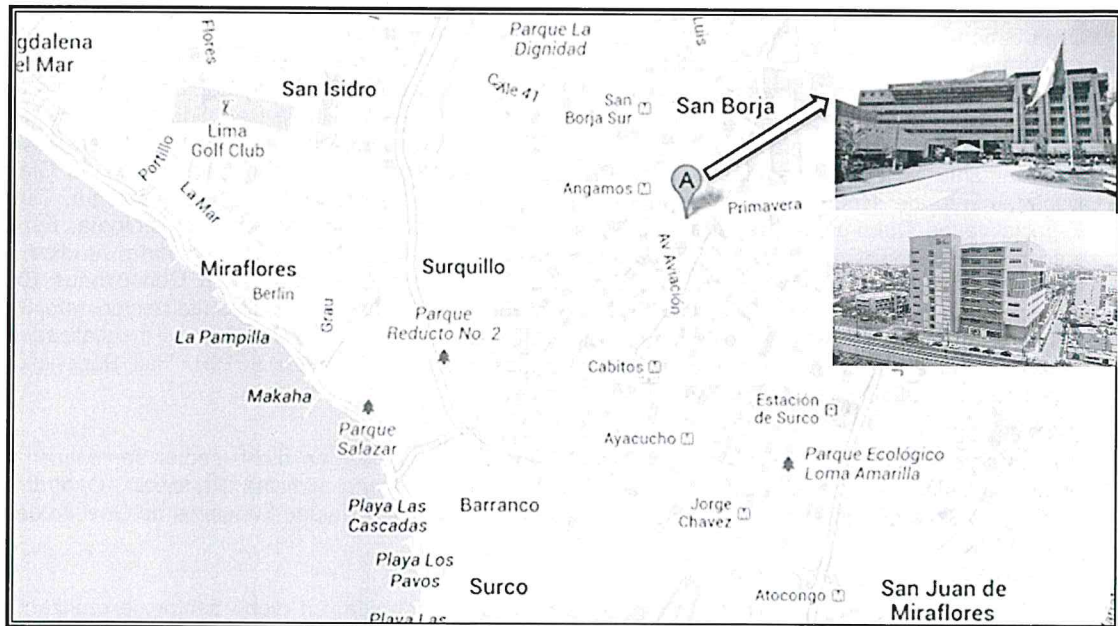 gdalena
el Mar
Flores
San Isidro
Lima
Golf Club
Portillo
La Mar
Parque La
Dignidad
Calle 41
Luis
San
Borja Sur
San Borja
Angamos
A
Primavera
Av Aviación
Miraflores
Berlín
Grau
Surquillo
Parque
Reducto No. 2
La Pampilla
Makaha
Parque
Salazar
Cabitos
Estación
de Surco
Ayacucho
Parque Ecológico
Loma Amarilla
Jorge
Chavez
Playa Las
Cascadas
Barranco
Playa Los
Pavos
Surco
Playa Las
Atocongo
San Juan de
Miraflores